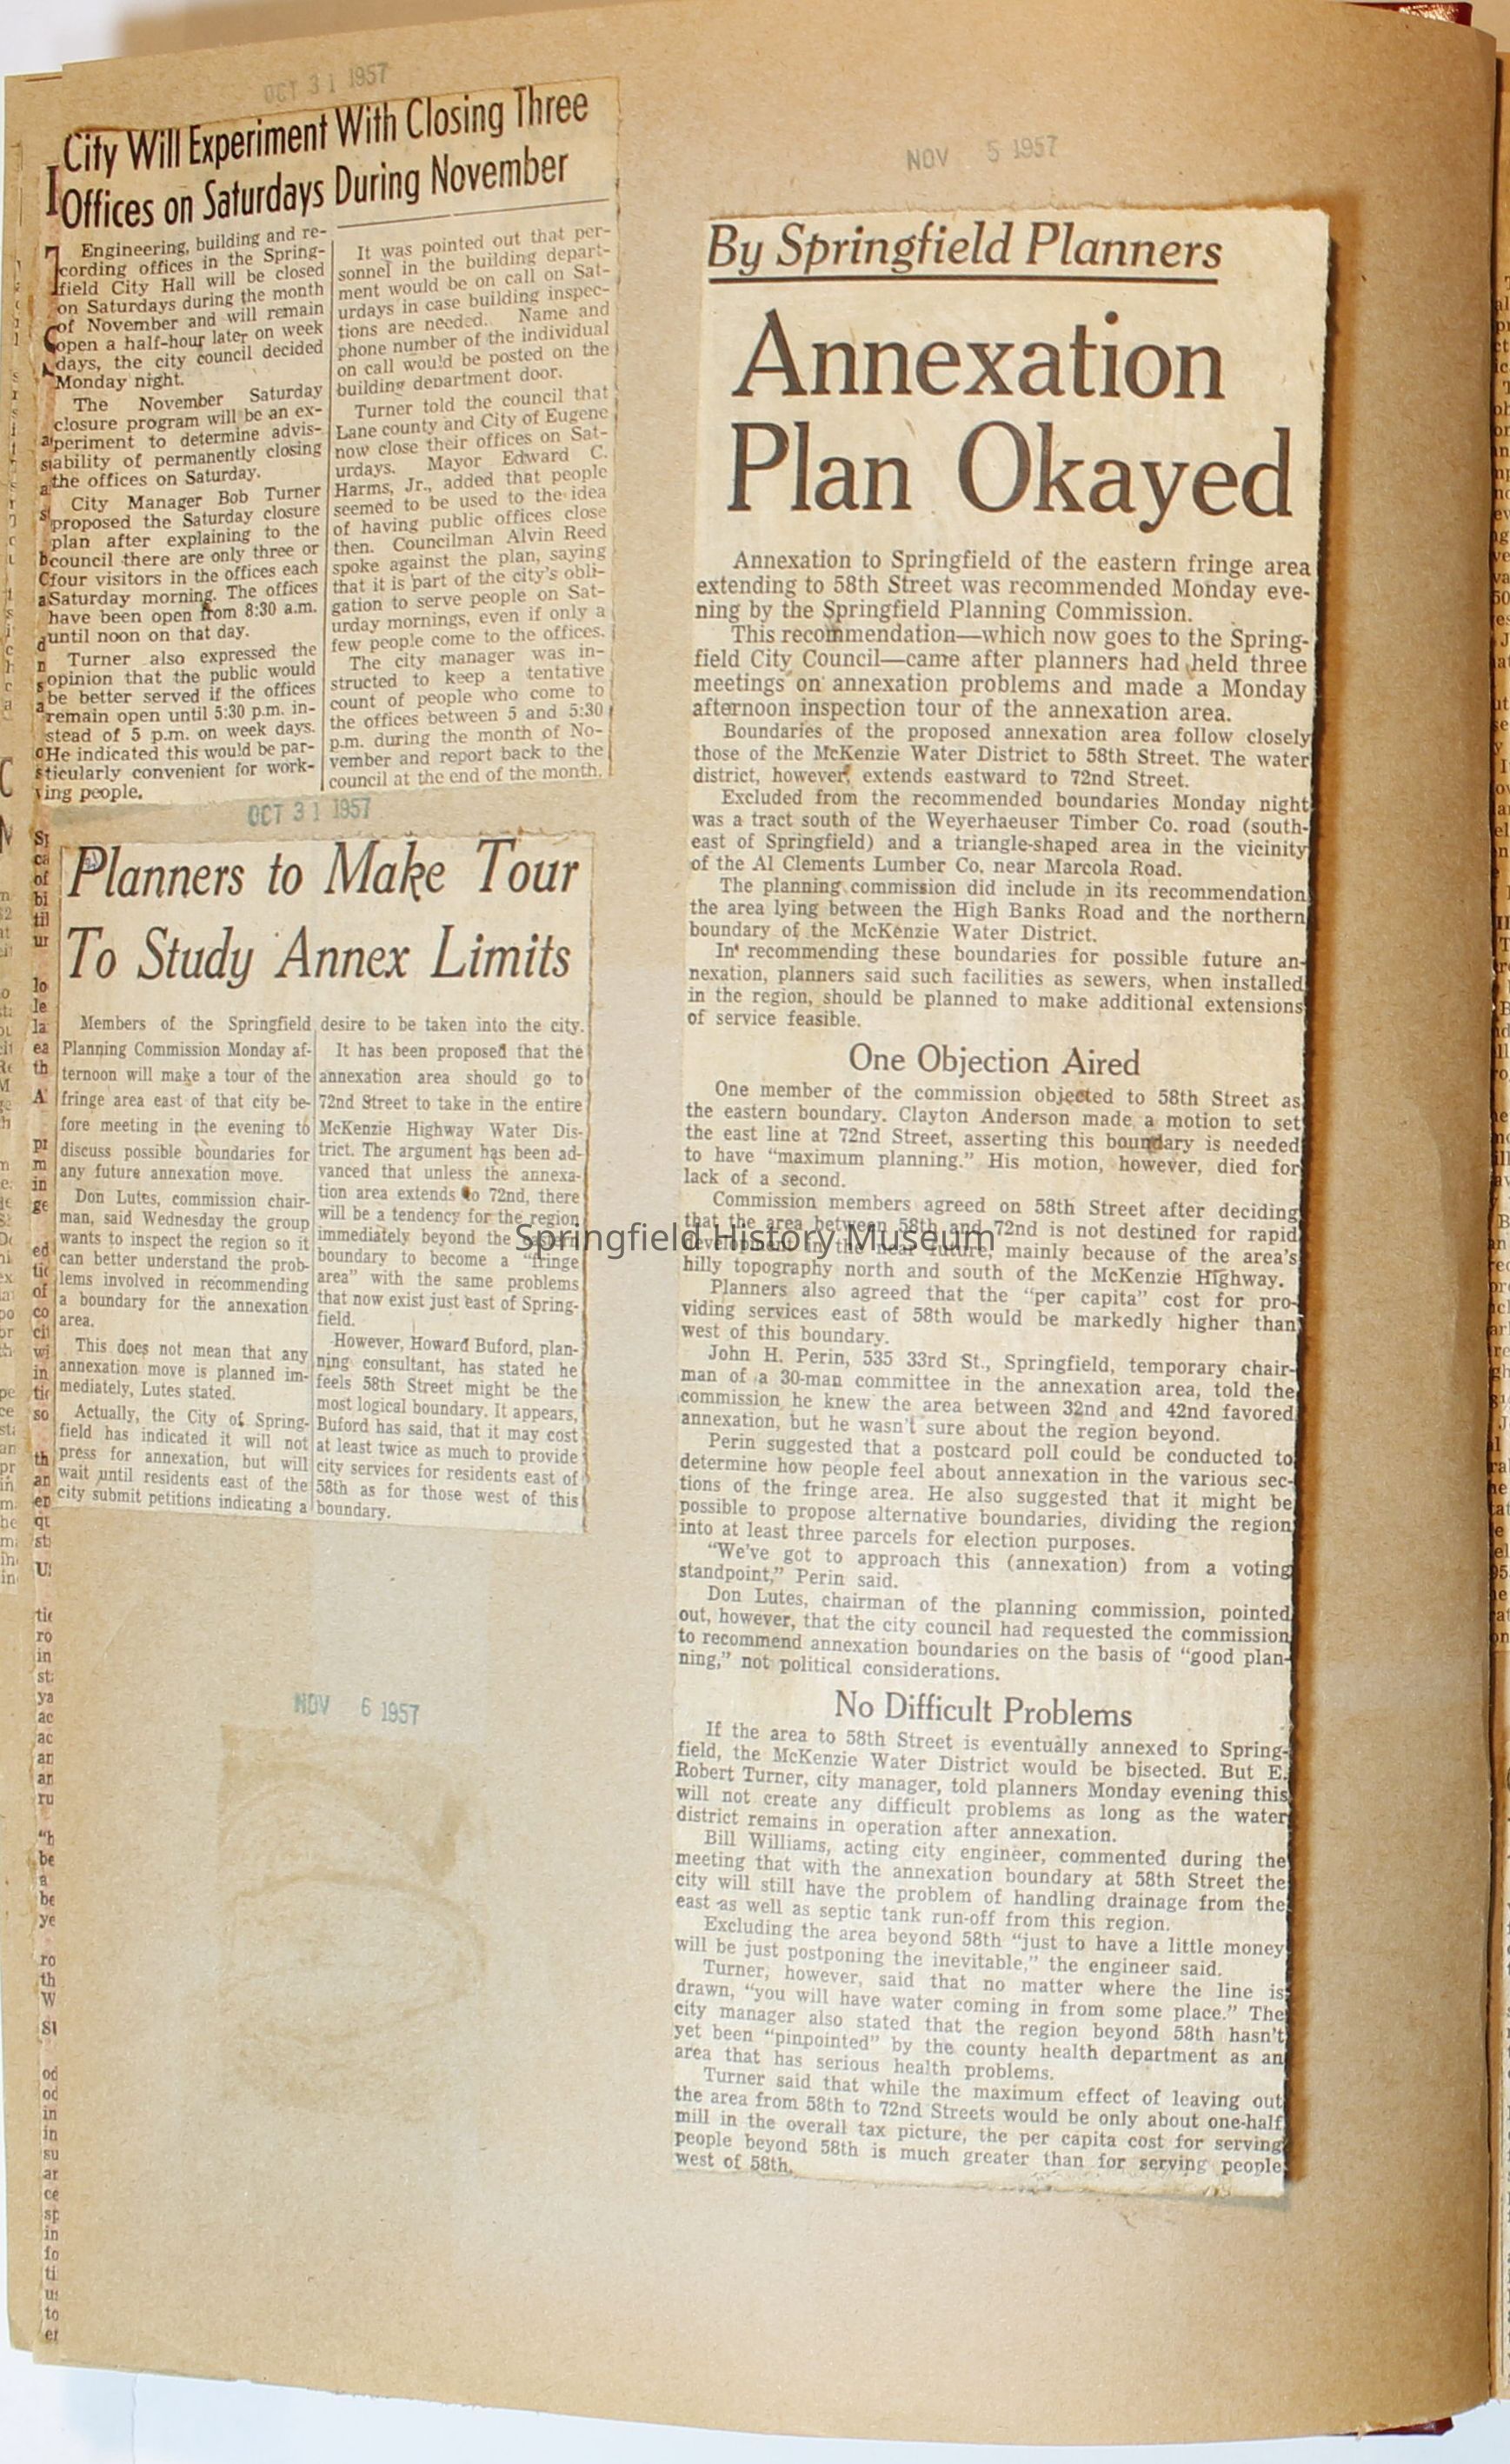 OCT 31 1957
City Will Experiment With Closing Three
Offices on Saturdays During November
Engineering, building and re-
cording offices in the Spring-
field City Hall will be closed
on Saturdays during the month
of November and will remain
open a half-hour later on week
days, the city council decided
Monday night.
The November Saturday
closure program will be an ex-
periment to determine advis-
ability of permanently closing
the offices on Saturday.
City Manager Bob Turner
proposed the Saturday closure
plan after explaining to the
council there are only three or
four visitors in the offices each
Saturday morning. The offices
have been open from 8:30 a.m.
until noon on that day.
Turner also expressed the
opinion that the public would
be better served if the offices
remain open until 5:30 p.m. in-
stead of 5 p.m. on week days.
He indicated this would be par-
ticularly convenient for work-
ing people.
It was pointed out that per-
sonnel in the building depart-
ment would be on call on Sat-
urdays in case building inspec-
tions are needed. Name and
phone number of the individual
on call would be posted on the
building department door.
Turner told the council that
Lane county and City of Eugene
now close their offices on Sat-
urdays. Mayor Edward C.
Harms, Jr., added that people
seemed to be used to the idea
of having public offices close
then. Councilman Alvin Reed
spoke against the plan, saying
that it is part of the city's obli-
gation to serve people on Sat-
urday mornings, even if only a
few people come to the offices.
The city manager was in-
structed to keep a tentative
count of people who come to
the offices between 5 and 5:30
p.m. during the month of No-
vember and report back to the
council at the end of the month.
OCT 31 1957
Planners to Make Tour
To Study Annex Limits
Members of the Springfield
Planning Commission Monday af-
ternoon will make a tour of the
fringe area east of that city be-
fore meeting in the evening to
discuss possible boundaries for
any future annexation move.
Don Lutes, commission chair-
man, said Wednesday the group
wants to inspect the region so it
can better understand the prob-
lems involved in recommending
a boundary for the annexation
area.
This does not mean that any
annexation move is planned im-
mediately, Lutes stated.
Actually, the City of Spring-
field has indicated it will not
press for annexation, but will
wait until residents east of the
city submit petitions indicating a
desire to be taken into the city.
It has been proposed that the
annexation area should go to
72nd Street to take in the entire
McKenzie Highway Water Dis-
trict. The argument has been ad-
vanced that unless the annexa-
tion area extends to 72nd, there
will be a tendency for the region
immediately beyond the eastern
boundary to become a "fringe
area" with the same problems
that now exist just east of Spring-
field.
However, Howard Buford, plan-
ning consultant, has stated he
feels 58th Street might be the
most logical boundary. It appears,
Buford has said, that it may cost
at least twice as much to provide
city services for residents east of
58th as for those west of this
boundary.
NOV 6 1957
NOV 5 1957
By Springfield Planners
Annexation
Plan Okayed
Annexation to Springfield of the eastern fringe area
extending to 58th Street was recommended Monday eve-
ning by the Springfield Planning Commission.
This recommendation—which now goes to the Spring-
field City Council—came after planners had held three
meetings on annexation problems and made a Monday
afternoon inspection tour of the annexation area.
Boundaries of the proposed annexation area follow closely
those of the McKenzie Water District to 58th Street. The water
district, however, extends eastward to 72nd Street.
Excluded from the recommended boundaries Monday night
was a tract south of the Weyerhaeuser Timber Co. road (south-
east of Springfield) and a triangle-shaped area in the vicinity
of the Al Clements Lumber Co. near Marcola Road.
The planning commission did include in its recommendation
the area lying between the High Banks Road and the northern
boundary of the McKenzie Water District.
In recommending these boundaries for possible future an-
nexation, planners said such facilities as sewers, when installed
in the region, should be planned to make additional extensions
of service feasible.
One Objection Aired
One member of the commission objected to 58th Street as
the eastern boundary. Clayton Anderson made a motion to set
the east line at 72nd Street, asserting this boundary is needed
to have "maximum planning." His motion, however, died for
lack of a second.
Commission members agreed on 58th Street after deciding
that the area between 58th and 72nd is not destined for rapid
development in the near future, mainly because of the area's
hilly topography north and south of the McKenzie Highway.
Planners also agreed that the "per capita" cost for pro-
viding services east of 58th would be markedly higher than
west of this boundary.
John H. Perin, 535 33rd St., Springfield, temporary chair-
man of a 30-man committee in the annexation area, told the
commission he knew the area between 32nd and 42nd favored
annexation, but he wasn't sure about the region beyond.
Perin suggested that a postcard poll could be conducted to
determine how people feel about annexation in the various sec-
tions of the fringe area. He also suggested that it might be
possible to propose alternative boundaries, dividing the region
into at least three parcels for election purposes.
"We've got to approach this (annexation) from a voting
standpoint," Perin said.
Don Lutes, chairman of the planning commission, pointed
out, however, that the city council had requested the commission
to recommend annexation boundaries on the basis of "good plan-
ning," not political considerations.
No Difficult Problems
If the area to 58th Street is eventually annexed to Spring-
field, the McKenzie Water District would be bisected. But E.
Robert Turner, city manager, told planners Monday evening this
will not create any difficult problems as long as the water
district remains in operation after annexation.
Bill Williams, acting city engineer, commented during the
meeting that with the annexation boundary at 58th Street the
city will still have the problem of handling drainage from the
east as well as septic tank run-off from this region.
Excluding the area beyond 58th "just to have a little money
will be just postponing the inevitable," the engineer said.
Turner, however, said that no matter where the line is
drawn, "you will have water coming in from some place." The
city manager also stated that the region beyond 58th hasn't
yet been "pinpointed" by the county health department as an
area that has serious health problems.
Turner said that while the maximum effect of leaving out
the area from 58th to 72nd Streets would be only about one-half
mill in the overall tax picture, the per capita cost for serving
people beyond 58th is much greater than for serving people
west of 58th.
Springfield History Museum